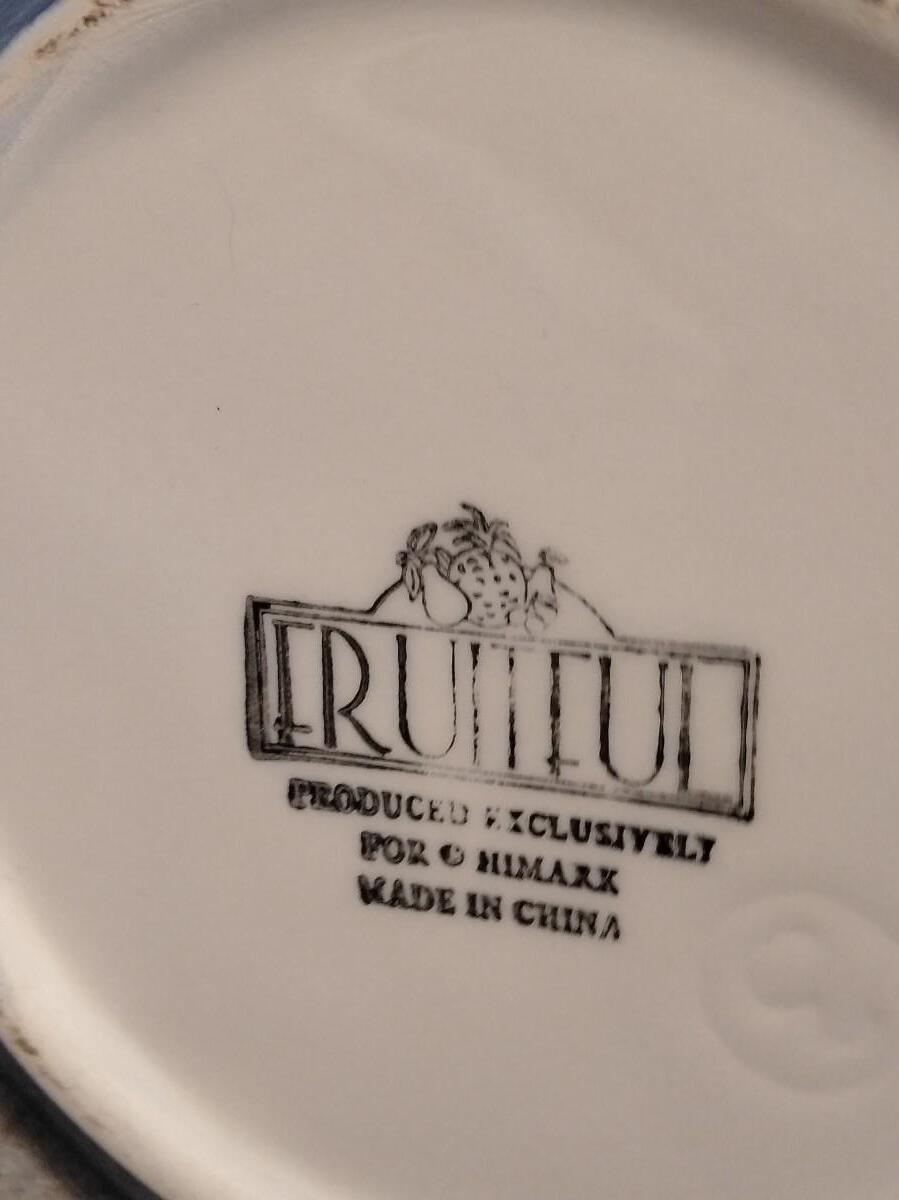 FRUITFUL
PRODUCED EXCLUSIVELY
FOR © HIMARK
MADE IN CHINA